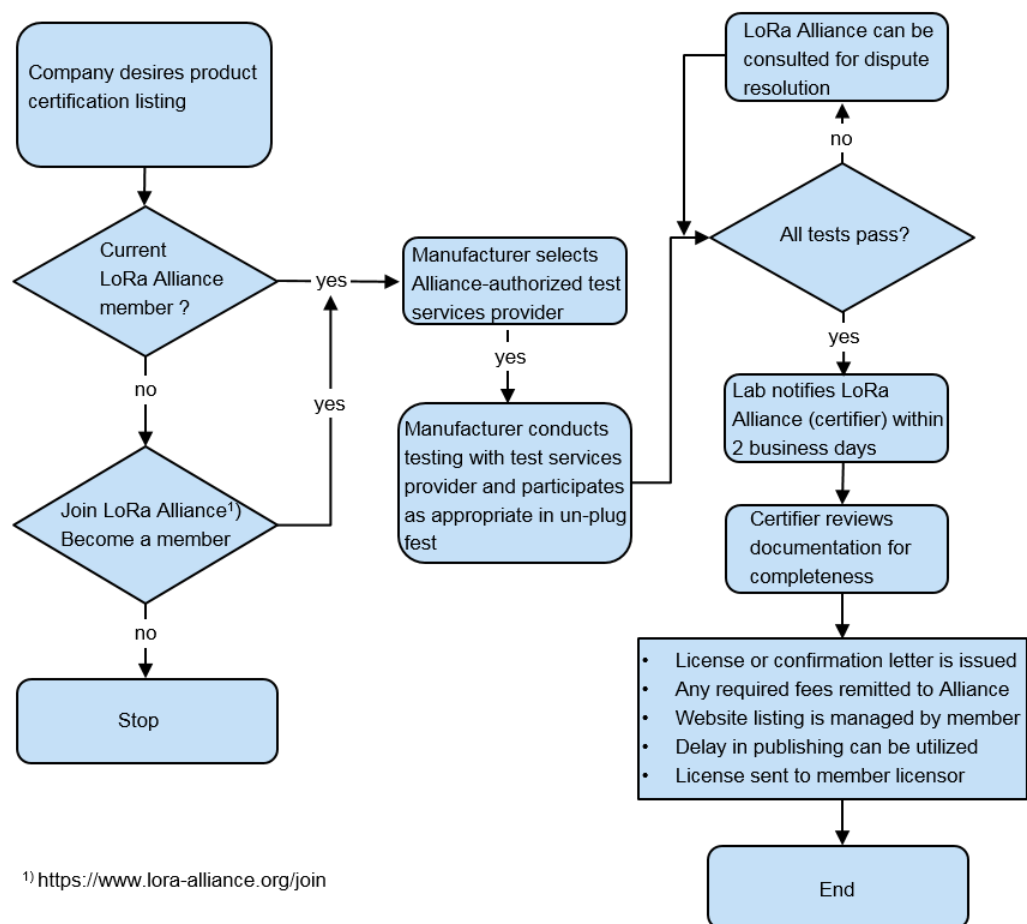 Company desires product
certification listing
Current
LoRa Alliance
member ?
yes
no
Join LoRa Alliance¹)
Become a member
yes
no
Stop
Manufacturer selects
Alliance-authorized test
services provider
yes
Manufacturer conducts
testing with test services
provider and participates
as appropriate in un-plug
fest
LoRa Alliance can be
consulted for dispute
resolution
no
All tests pass?
yes
Lab notifies LoRa
Alliance (certifier) within
2 business days
Certifier reviews
documentation for
completeness
• License or confirmation letter is issued
• Any required fees remitted to Alliance
• Website listing is managed by member
• Delay in publishing can be utilized
• License sent to member licensor
End
¹) https://www.lora-alliance.org/join